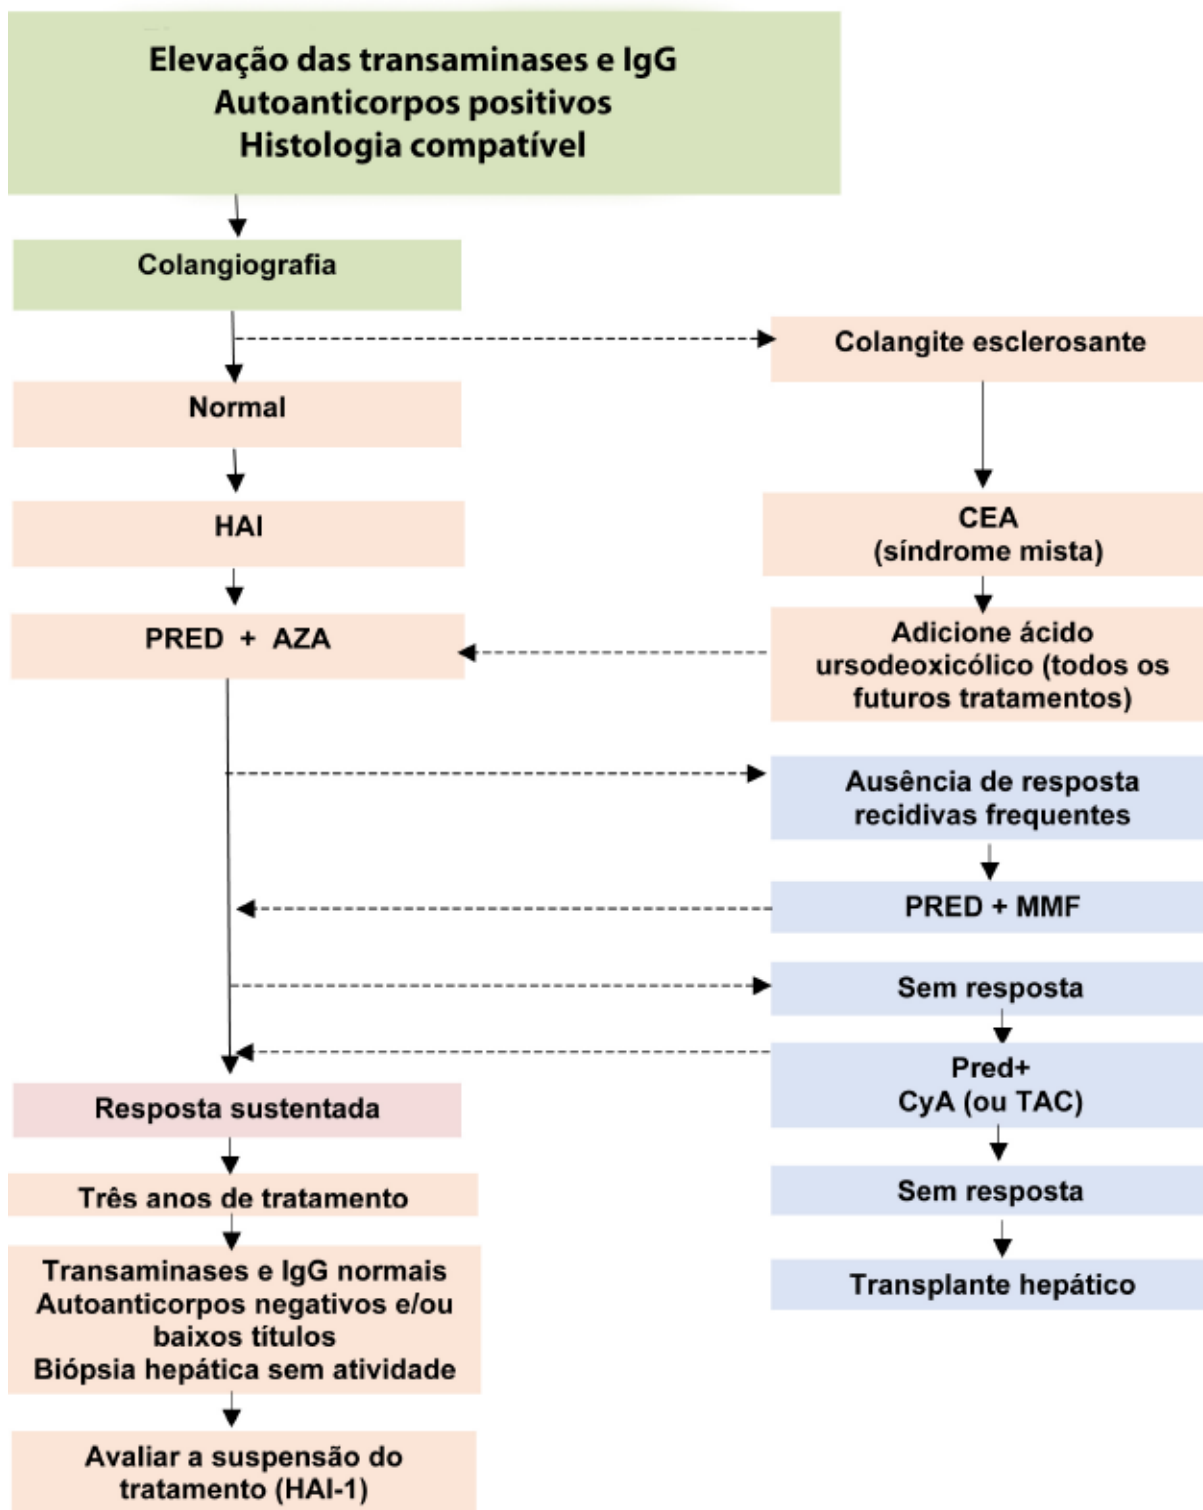 Elevação das transaminases e IgG
Autoanticorpos positivos
Histologia compatível
Colangiografia
Colangite esclerosante
Normal
HAI
CEA
(síndrome mista)
PRED + AZA
Adicione ácido
ursodeoxicólico (todos os
futuros tratamentos)
Ausência de resposta
recidivas frequentes
PRED + MMF
Sem resposta
Pred+
CyA (ou TAC)
Resposta sustentada
Sem resposta
Três anos de tratamento
Transplante hepático
Transaminases e IgG normais
Autoanticorpos negativos e/ou
baixos títulos
Biópsia hepática sem atividade
Avaliar a suspensão do
tratamento (HAI-1)